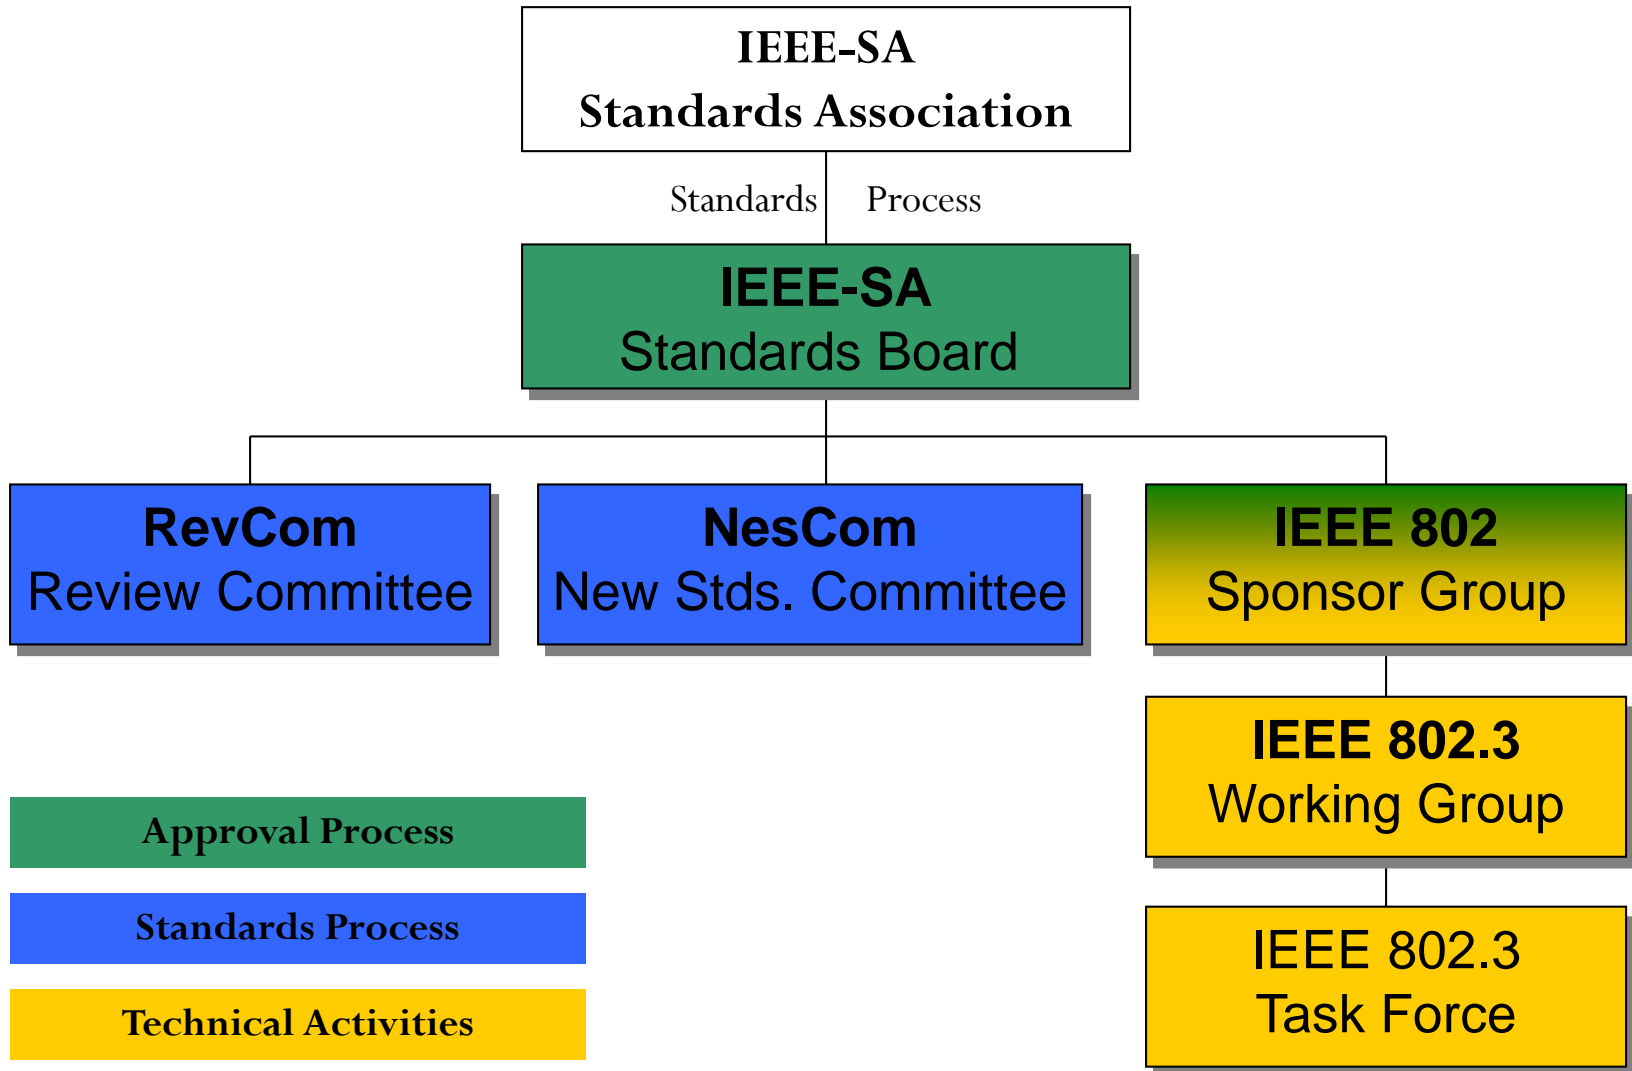 IEEE-SA
Standards Association
Standards Process
IEEE-SA
Standards Board
RevCom
Review Committee
NesCom
New Stds. Committee
IEEE 802
Sponsor Group
IEEE 802.3
Working Group
IEEE 802.3
Task Force
Approval Process
Standards Process
Technical Activities